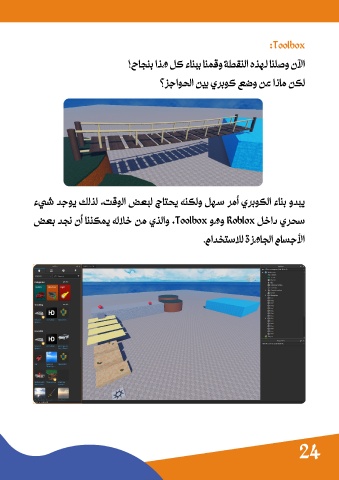 Toolbox:
الآن وصلنا لهذه النقطة وقمنا ببناء كل هذا بنجاح!
لكن ماذا عن وضع كوبري بين الحواجز؟
يبدو بناء الكوبري أمر سهل ولكنه يحتاج لبعض الوقت، لذلك يوجد شيء
سحري داخل Roblox وهو Toolbox، والذي من خلاله يمكننا أن نجد بعض
الأجسام الجاهزة للاستخدام.
24